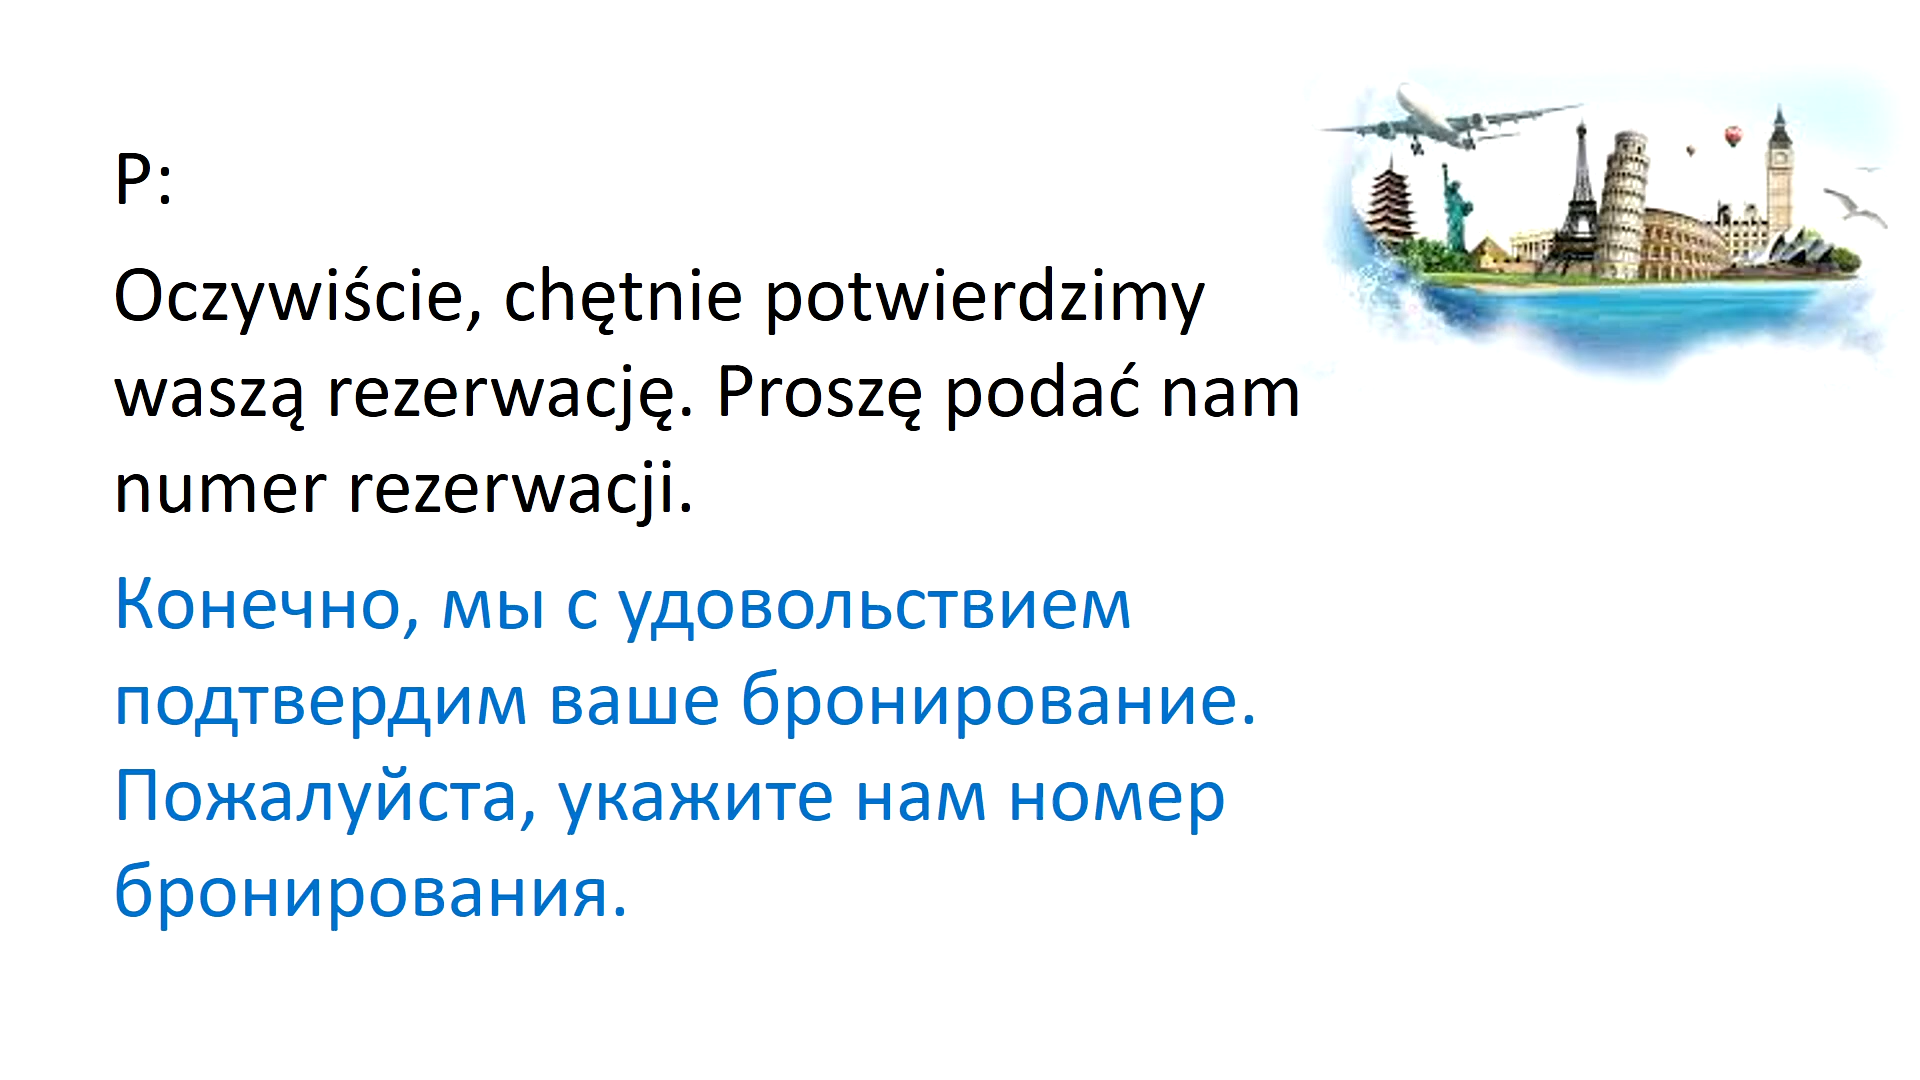 P:
Oczywiście, chętnie potwierdzimy
waszą rezerwację. Proszę podać nam
numer rezerwacji.
Конечно, мы с удовольствием
подтвердим ваше бронирование.
Пожалуйста, укажите нам номер
бронирования.